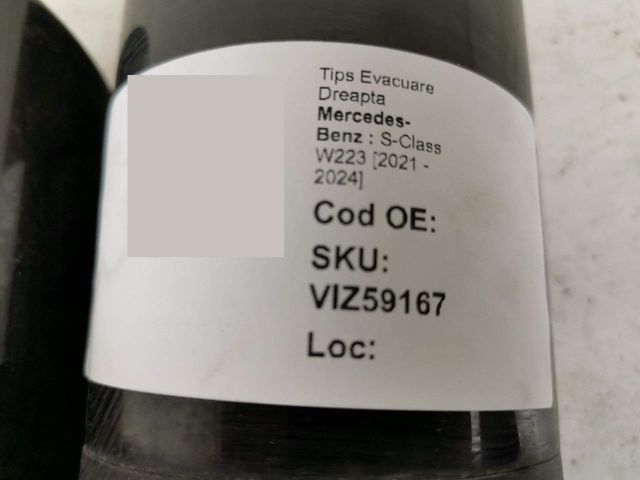 Tips Evacuare
Dreapta
Mercedes-
Benz : S-Class
W223 [2021 -
2024]
Cod OE:
SKU:
VIZ59167
Loc: